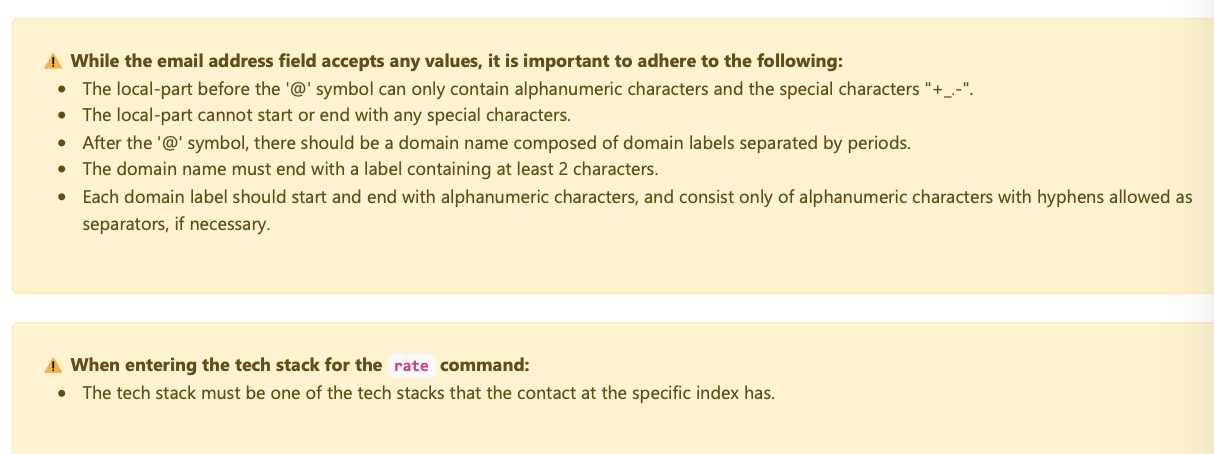 ⚠️ While the email address field accepts any values, it is important to adhere to the following:
• The local-part before the '@' symbol can only contain alphanumeric characters and the special characters "+_.-".
• The local-part cannot start or end with any special characters.
• After the '@' symbol, there should be a domain name composed of domain labels separated by periods.
• The domain name must end with a label containing at least 2 characters.
• Each domain label should start and end with alphanumeric characters, and consist only of alphanumeric characters with hyphens allowed as
separators, if necessary.
⚠️ When entering the tech stack for the rate command:
• The tech stack must be one of the tech stacks that the contact at the specific index has.